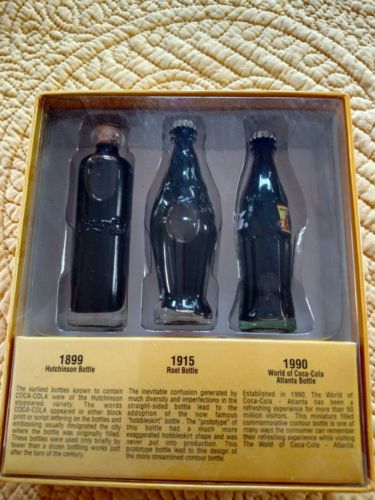 1899
Hutchinson Bottle
The earliest bottles known to contain
COCA-COLA were of the Hutchinson
stoppered variety. The words
COCA-COLA appeared in either block
print or script lettering on the bottles and
embossing usually designated the city
where the bottle was originally filled.
These bottles were used only briefly by
fewer than a dozen bottling works just
after the turn of the century.
1915
Root Bottle
The inevitable confusion generated by
much diversity and imperfections in the
straight-sided bottle lead to the
adoption of the now famous
"hobbleskirt" bottle. The "prototype" of
this bottle had a much more
exaggerated hobbleskirt shape and was
never put into production. This
prototype bottle lead to this design of
the more streamlined contour bottle.
1990
World of Coca-Cola
Atlanta Bottle
Established in 1990, The World of
Coca-Cola - Atlanta has been a
refreshing experience for more than 50
million visitors. This miniature filled
commemorative contour bottle is one of
many ways the consumer can remember
their refreshing experience while visiting
The Wold of Coca-Cola - Atlanta.